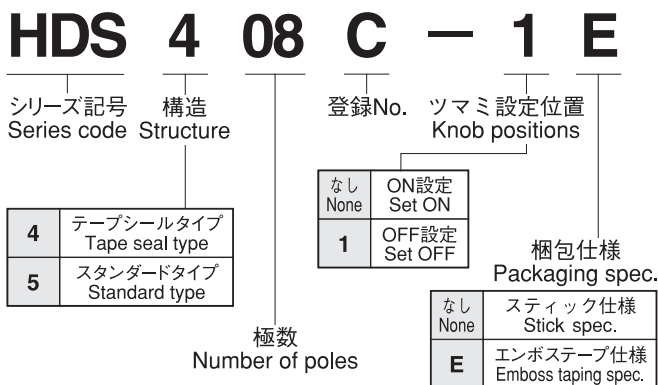 HDS 4 08 C — 1 E
シリーズ記号
Series code
構造
Structure
登録No.
ツマミ設定位置
Knob positions
なし
None
ON設定
Set ON
1
OFF設定
Set OFF
4
テープシールタイプ
Tape seal type
5
スタンダードタイプ
Standard type
梱包仕様
Packaging spec.
極数
Number of poles
なし
None
スティック仕様
Stick spec.
E
エンボステープ仕様
Emboss taping spec.